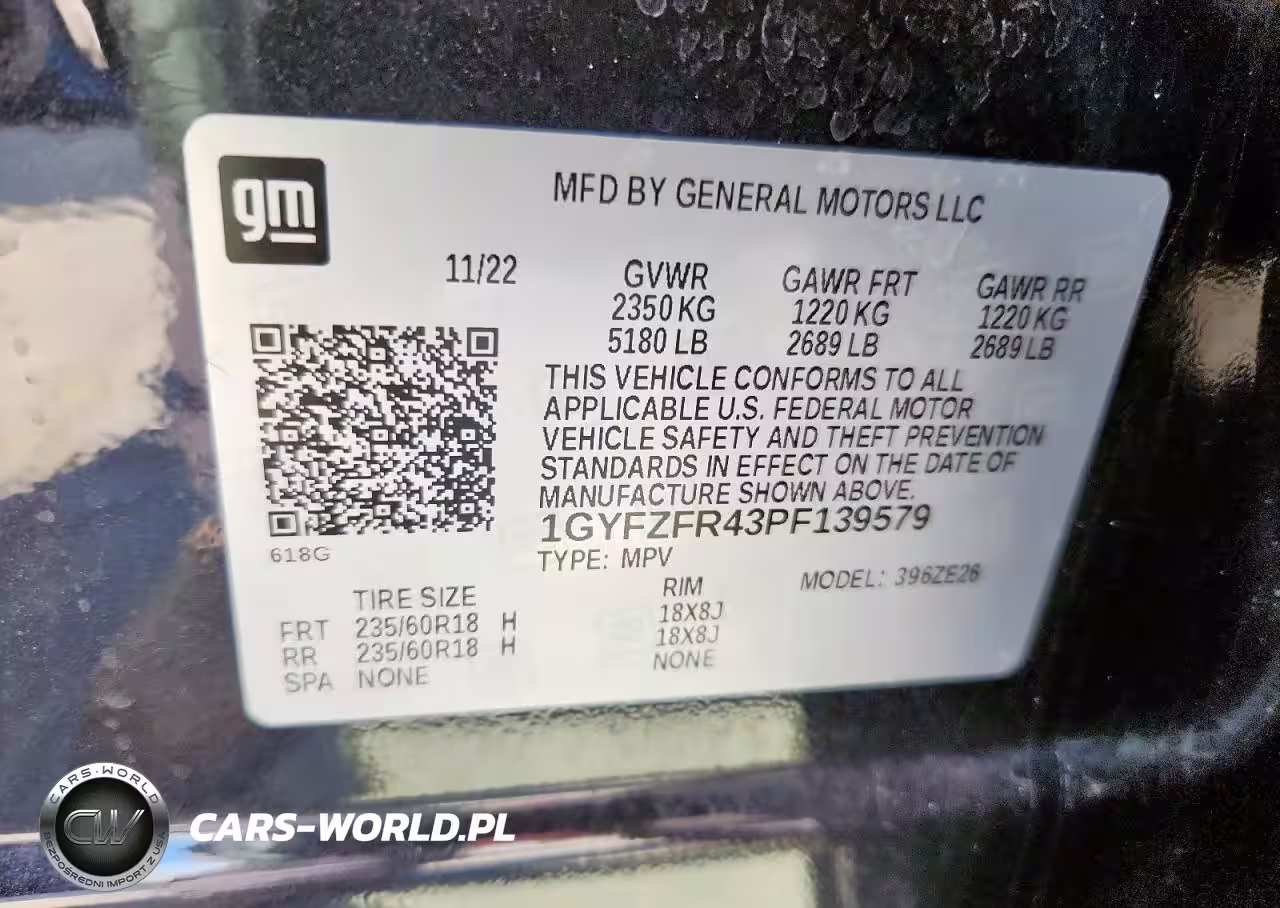 gm
MFD BY GENERAL MOTORS LLC
11/22 GVWR GAWR FRT GAWR RR
2350 KG 1220 KG 1220 KG
5180 LB 2689 LB 2689 LB
THIS VEHICLE CONFORMS TO ALL
APPLICABLE U.S. FEDERAL MOTOR
VEHICLE SAFETY AND THEFT PREVENTION
STANDARDS IN EFFECT ON THE DATE OF
MANUFACTURE SHOWN ABOVE.
1GYFZFR43PF139579
618G
TYPE: MPV MODEL: 396ZE26
TIRE SIZE RIM
FRT 235/60R18 H 18X8J
RR 235/60R18 H 18X8J
SPA NONE NONE
CARS-WORLD
CW
BEZPOŚREDNI IMPORT Z USA
CARS-WORLD.PL